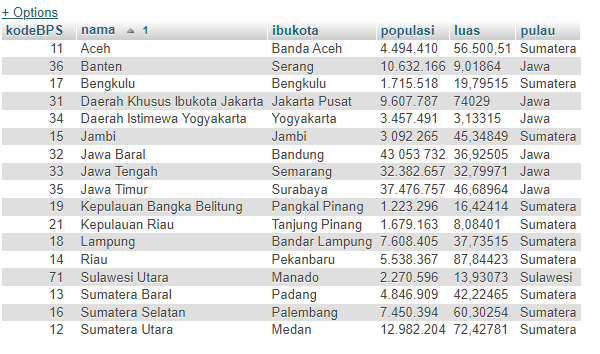 + Options
kodeBPS nama 1 ibukota populasi luas pulau
11 Aceh Banda Aceh 4.494.410 56.500,51 Sumatera
36 Banten Serang 10.632.166 9,01864 Jawa
17 Bengkulu Bengkulu 1.715.518 19,79515 Sumatera
31 Daerah Khusus Ibukota Jakarta Jakarta Pusat 9.607.787 74029 Jawa
34 Daerah Istimewa Yogyakarta Yogyakarta 3.457.491 3,13315 Jawa
15 Jambi Jambi 3 092 265 45,34849 Sumatera
32 Jawa Baral Bandung 43 053 732 36,92505 Jawa
33 Jawa Tengah Semarang 32.382.657 32,79971 Jawa
35 Jawa Timur Surabaya 37.476.757 46,68964 Jawa
19 Kepulauan Bangka Belitung Pangkal Pinang 1.223.296 16,42414 Sumatera
21 Kepulauan Riau Tanjung Pinang 1.679.163 8,08401 Sumatera
18 Lampung Bandar Lampung 7.608.405 37,73515 Sumatera
14 Riau Pekanbaru 5.538.367 87,84423 Sumatera
71 Sulawesi Utara Manado 2.270.596 13,93073 Sulawesi
13 Sumatera Baral Padang 4.846.909 42,22465 Sumatera
16 Sumatera Selatan Palembang 7.450.394 60,30254 Sumatera
12 Sumatera Utara Medan 12.982.204 72,42781 Sumatera